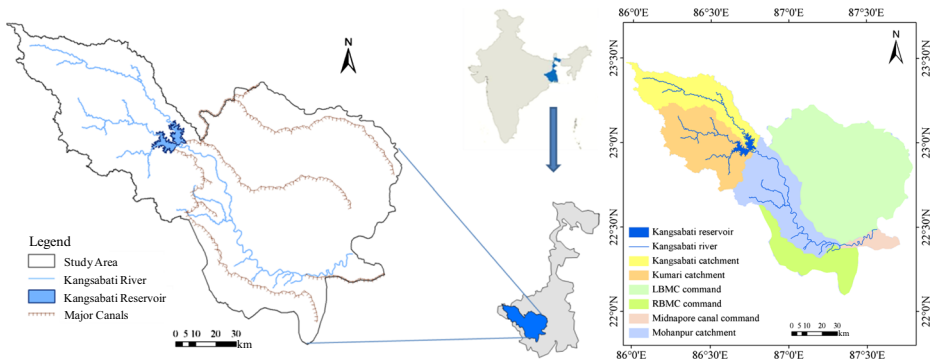 N
Legend
Study Area
Kangsabati River
Kangsabati Reservoir
Major Canals
0 5 10 20 30
km
86°0'E 86°30'E 87°0'E 87°30'E
N
23°30'N
23°0'N
22°30'N
22°0'N
Kangsabati reservoir
Kangsabati river
Kangsabati catchment
Kumari catchment
LBMC command
RBMC command
Midnapore canal command
Mohanpur catchment
0 5 10 20 30
km
86°0'E 86°30'E 87°0'E 87°30'E